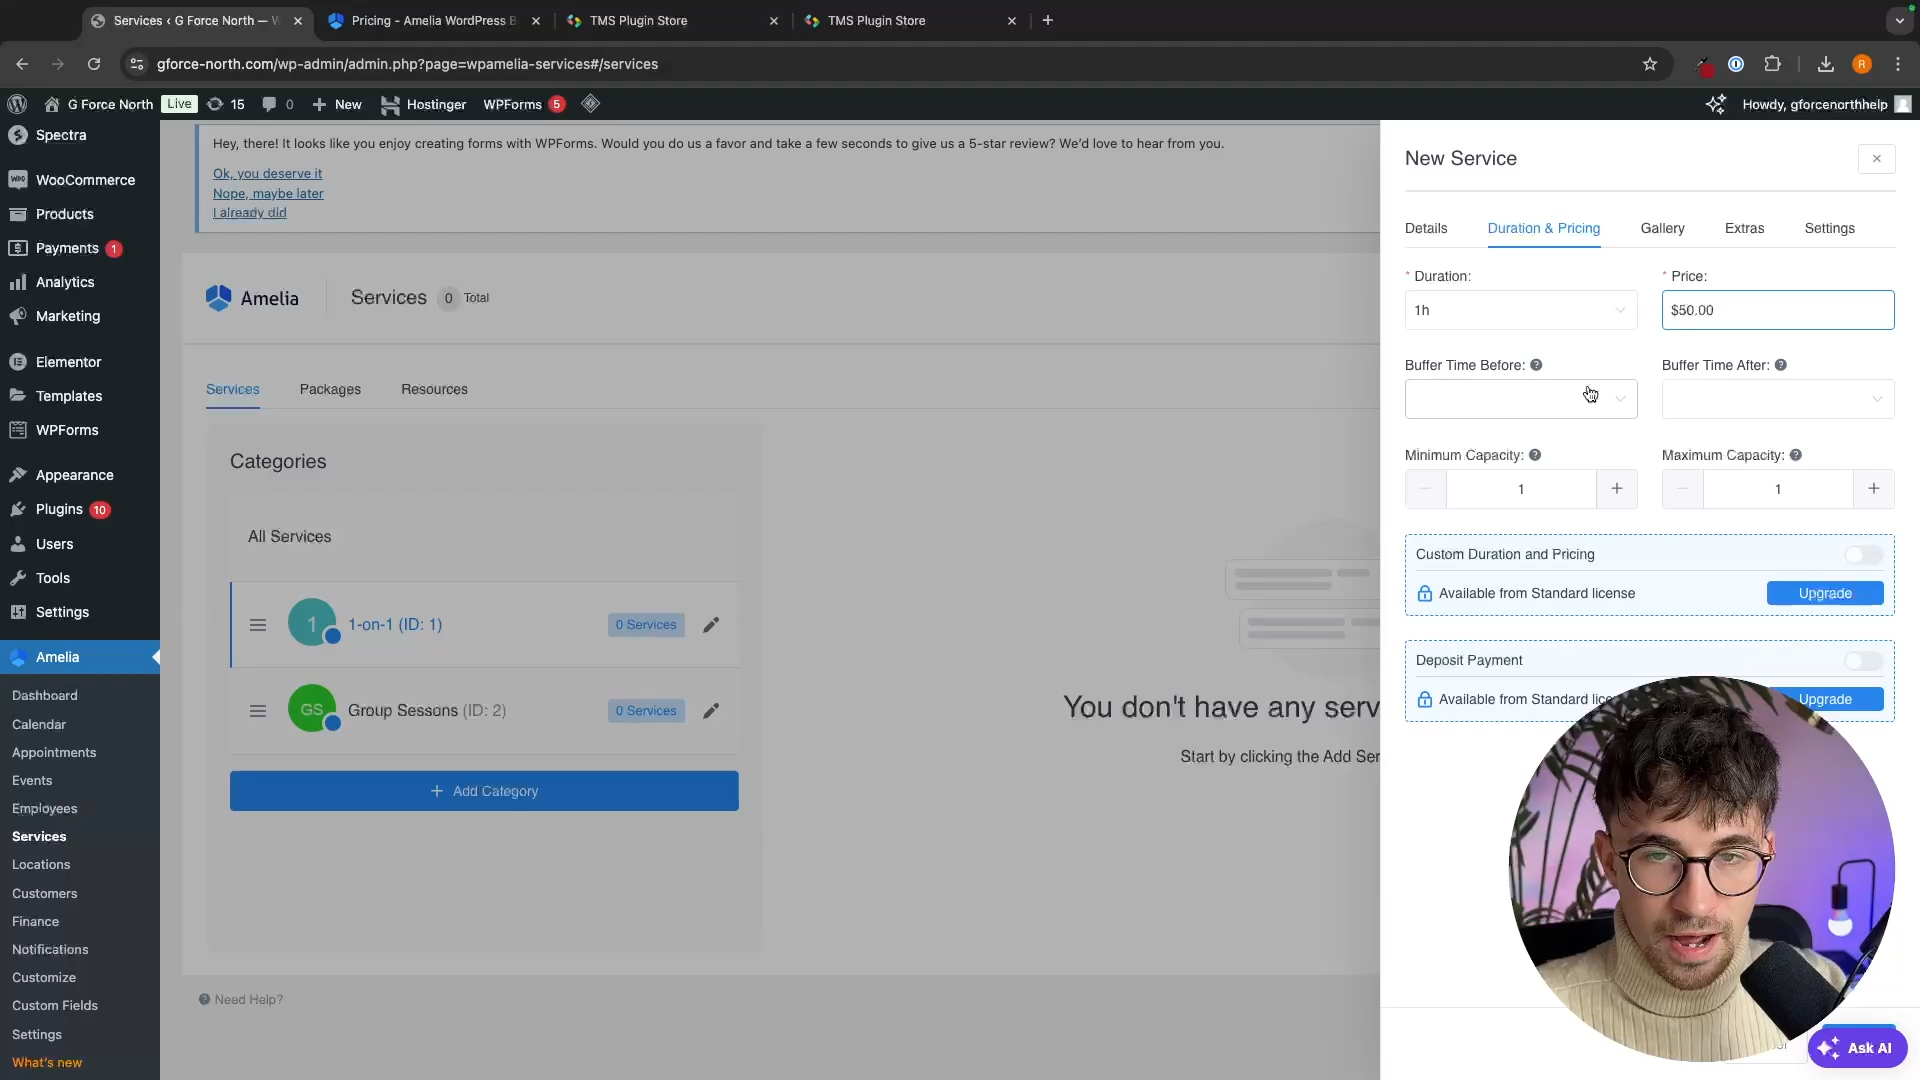 Services ‹ G Force North — W
Pricing - Amelia WordPress B
TMS Plugin Store
TMS Plugin Store
gforce-north.com/wp-admin/admin.php?page=wpamelia-services#/services
R
G Force North
Live
15
0
New
Hostinger
WPForms
5
Howdy, gforcenorthhelp
Spectra
WooCommerce
Products
Payments 1
Analytics
Marketing
Elementor
Templates
WPForms
Appearance
Plugins 10
Users
Tools
Settings
Amelia
Dashboard
Calendar
Appointments
Events
Employees
Services
Locations
Customers
Finance
Notifications
Customize
Custom Fields
Settings
What's new
Hey, there! It looks like you enjoy creating forms with WPForms. Would you do us a favor and take a few seconds to give us a 5-star review? We'd love to hear from you.
Ok, you deserve it
Nope, maybe later
I already did
Amelia
Services 0 Total
Services
Packages
Resources
Categories
All Services
1
1-on-1 (ID: 1)
0 Services
GS
Group Sessons (ID: 2)
0 Services
+ Add Category
You don't have any serv
Start by clicking the Add Ser
Need Help?
New Service
Details
Duration & Pricing
Gallery
Extras
Settings
* Duration:
* Price:
1h
$50.00
Buffer Time Before:
Buffer Time After:
Minimum Capacity:
Maximum Capacity:
1
1
Custom Duration and Pricing
Available from Standard license
Upgrade
Deposit Payment
Available from Standard lice
Upgrade
Ask AI